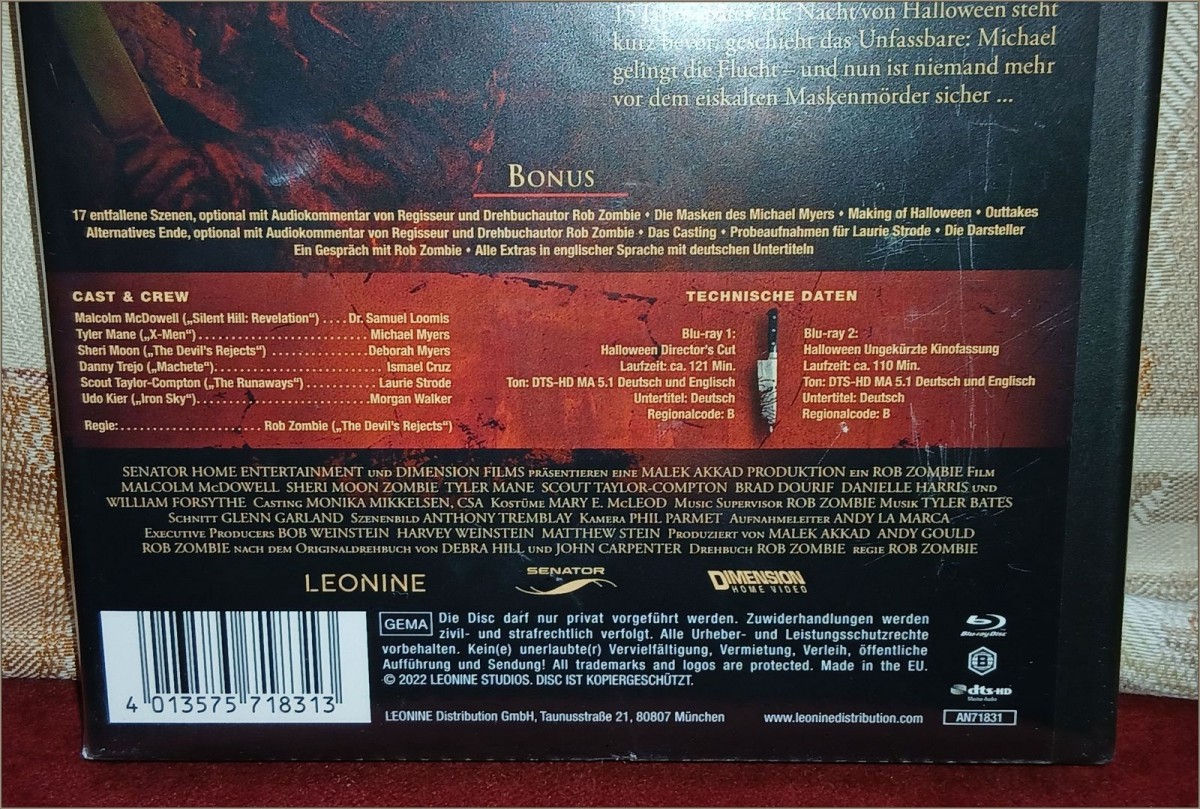 15 Jahre später, die Nacht von Halloween steht
kurz bevor, geschieht das Unfassbare: Michael
gelingt die Flucht – und nun ist niemand mehr
vor dem eiskalten Maskenmörder sicher ...
BONUS
17 entfallene Szenen, optional mit Audiokommentar von Regisseur und Drehbuchautor Rob Zombie • Die Masken des Michael Myers • Making of Halloween • Outtakes
Alternatives Ende, optional mit Audiokommentar von Regisseur und Drehbuchautor Rob Zombie • Das Casting • Probeaufnahmen für Laurie Strode • Die Darsteller
Ein Gespräch mit Rob Zombie • Alle Extras in englischer Sprache mit deutschen Untertiteln
CAST & CREW
Malcolm McDowell („Silent Hill: Revelation“) .... Dr. Samuel Loomis
Tyler Mane („X-Men“) ........................ Michael Myers
Sheri Moon („The Devil's Rejects“) .............. Deborah Myers
Danny Trejo („Machete“) ........................ Ismael Cruz
Scout Taylor-Compton („The Runaways“) ............. Laurie Strode
Udo Kier („Iron Sky“) ........................ Morgan Walker
Regie: ..................... Rob Zombie („The Devil's Rejects“)
TECHNISCHE DATEN
Blu-ray 1:
Halloween Director's Cut
Laufzeit: ca. 121 Min.
Ton: DTS-HD MA 5.1 Deutsch und Englisch
Untertitel: Deutsch
Regionalcode: B
Blu-ray 2:
Halloween Ungekürzte Kinofassung
Laufzeit: ca. 110 Min.
Ton: DTS-HD MA 5.1 Deutsch und Englisch
Untertitel: Deutsch
Regionalcode: B
SENATOR HOME ENTERTAINMENT UND DIMENSION FILMS PRÄSENTIEREN EINE MALEK AKKAD PRODUKTION EIN ROB ZOMBIE FILM
MALCOLM McDOWELL SHERI MOON ZOMBIE TYLER MANE SCOUT TAYLOR-COMPTON BRAD DOURIF DANIELLE HARRIS UND
WILLIAM FORSYTHE CASTING MONIKA MIKKELSEN, CSA KOSTÜME MARY E. McLEOD MUSIC SUPERVISOR ROB ZOMBIE MUSIK TYLER BATES
SCHNITT GLENN GARLAND SZENENBILD ANTHONY TREMBLAY KAMERA PHIL PARMET AUFNAHMELEITER ANDY LA MARCA
EXECUTIVE PRODUCERS BOB WEINSTEIN HARVEY WEINSTEIN MATTHEW STEIN PRODUZIERT VON MALEK AKKAD ANDY GOULD
ROB ZOMBIE NACH DEM ORIGINALDREHBUCH VON DEBRA HILL UND JOHN CARPENTER DREHBUCH ROB ZOMBIE REGIE ROB ZOMBIE
LEONINE
SENATOR
DIMENSION
HOME VIDEO
4 013575 718313
GEMA
Die Disc darf nur privat vorgeführt werden. Zuwiderhandlungen werden
zivil- und strafrechtlich verfolgt. Alle Urheber- und Leistungsschutzrechte
vorbehalten. Kein(e) unerlaubte(r) Vervielfältigung, Vermietung, Verleih, öffentliche
Aufführung und Sendung! All trademarks and logos are protected. Made in the EU.
© 2022 LEONINE STUDIOS. DISC IST KOPIERGESCHÜTZT.
LEONINE Distribution GmbH, Taunusstraße 21, 80807 München
www.leoninedistribution.com
Blu-ray Disc
B
dts-HD
Master Audio
AN71831